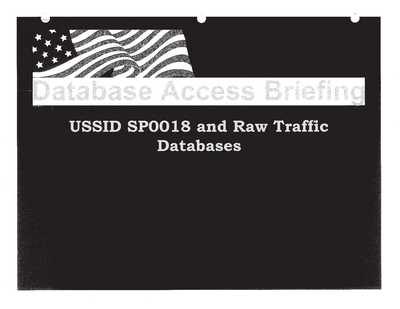 Database Access Briefing
USSID SP0018 and Raw Traffic
Databases